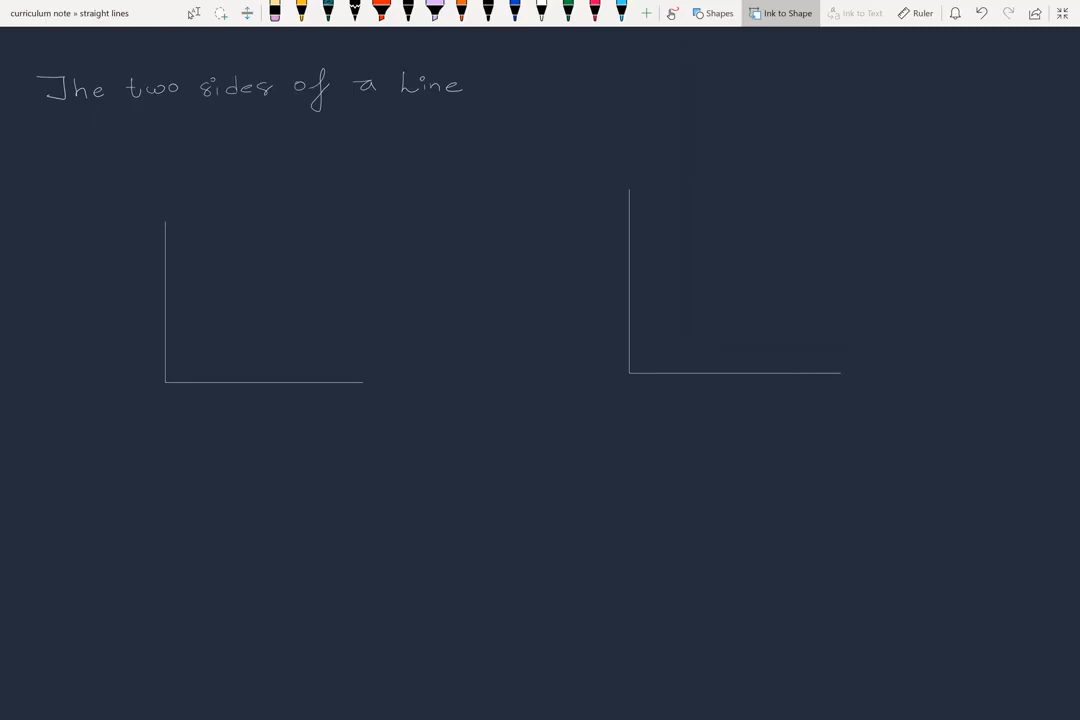 curriculum note » straight lines
Shapes
Ink to Shape
Ink to Text
Ruler
The two sides of a Line